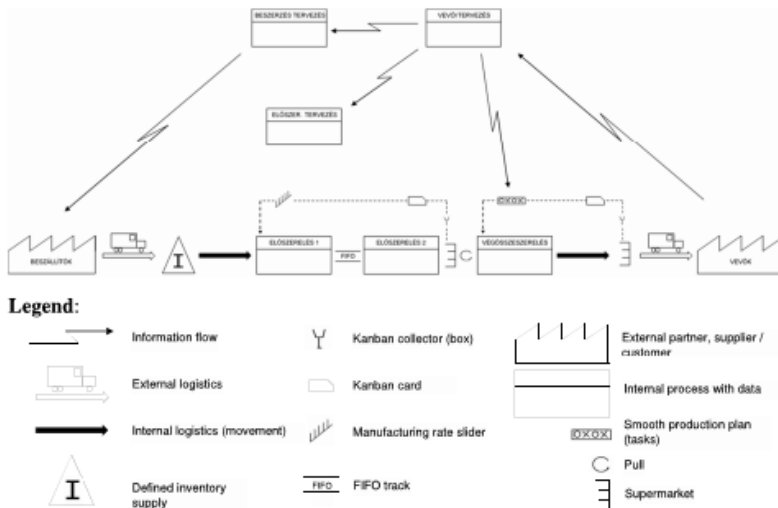 BESZERZÉS TERVEZÉS
VEVŐI TERVEZÉS
ELŐSZER. TERVEZÉS
OXOX
BESZÁLLÍTÓK
I
ELŐSZERELÉS 1
FIFO
ELŐSZERELÉS 2
VÉGÖSSZESZERELÉS
VEVŐK
Legend:
Information flow
Kanban collector (box)
External partner, supplier /
customer
External logistics
Kanban card
Internal process with data
Internal logistics (movement)
Manufacturing rate slider
OXOX
Smooth production plan
(tasks)
I
Defined inventory
supply
FIFO
FIFO track
Pull
Supermarket